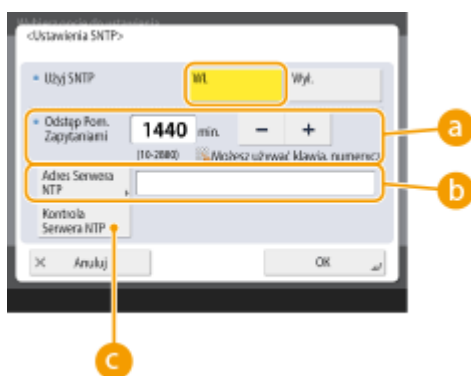 <Ustawienia SNTP>
Użyj SNTP
Wł.
Wył.
Odstęp Pom.
Zapytaniami
1440 min. − +
(10-2880) Możesz używać klawia. numerycz
a
Adres Serwera
NTP
b
Kontrola
Serwera NTP
× Anuluj
OK
c